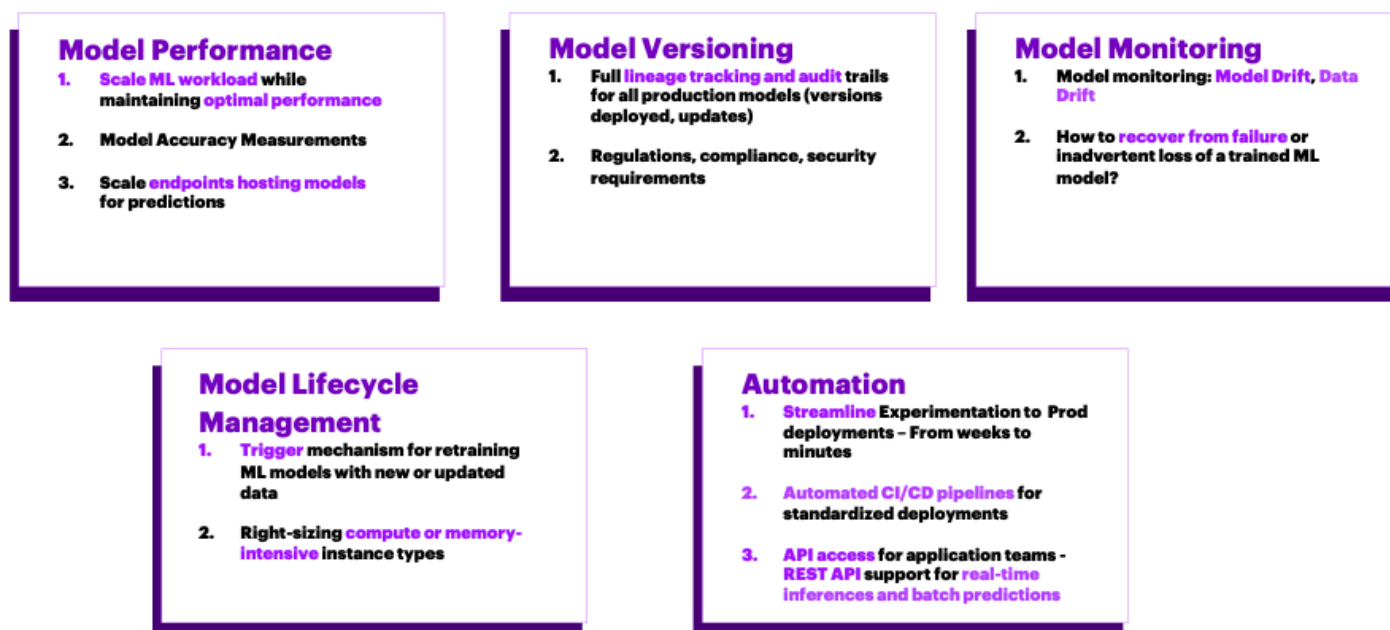 Model Performance
1. Scale ML workload while
maintaining optimal performance
2. Model Accuracy Measurements
3. Scale endpoints hosting models
for predictions
Model Versioning
1. Full lineage tracking and audit trails
for all production models (versions
deployed, updates)
2. Regulations, compliance, security
requirements
Model Monitoring
1. Model monitoring: Model Drift, Data
Drift
2. How to recover from failure or
inadvertent loss of a trained ML
model?
Model Lifecycle
Management
1. Trigger mechanism for retraining
ML models with new or updated
data
2. Right-sizing compute or memory-
intensive instance types
Automation
1. Streamline Experimentation to Prod
deployments – From weeks to
minutes
2. Automated CI/CD pipelines for
standardized deployments
3. API access for application teams -
REST API support for real-time
inferences and batch predictions